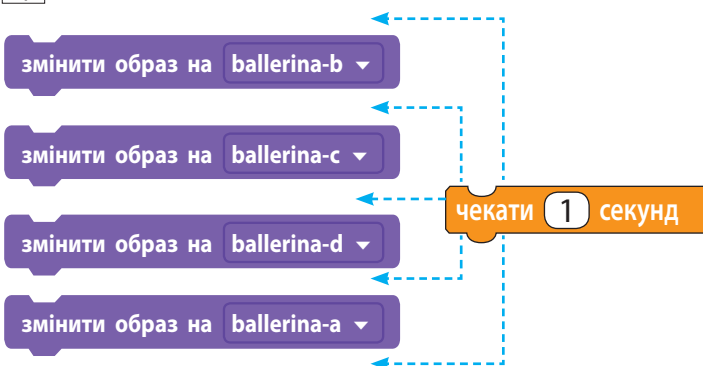 змінити образ на ballerina-b
змінити образ на ballerina-c
чекати 1 секунд
змінити образ на ballerina-d
змінити образ на ballerina-a